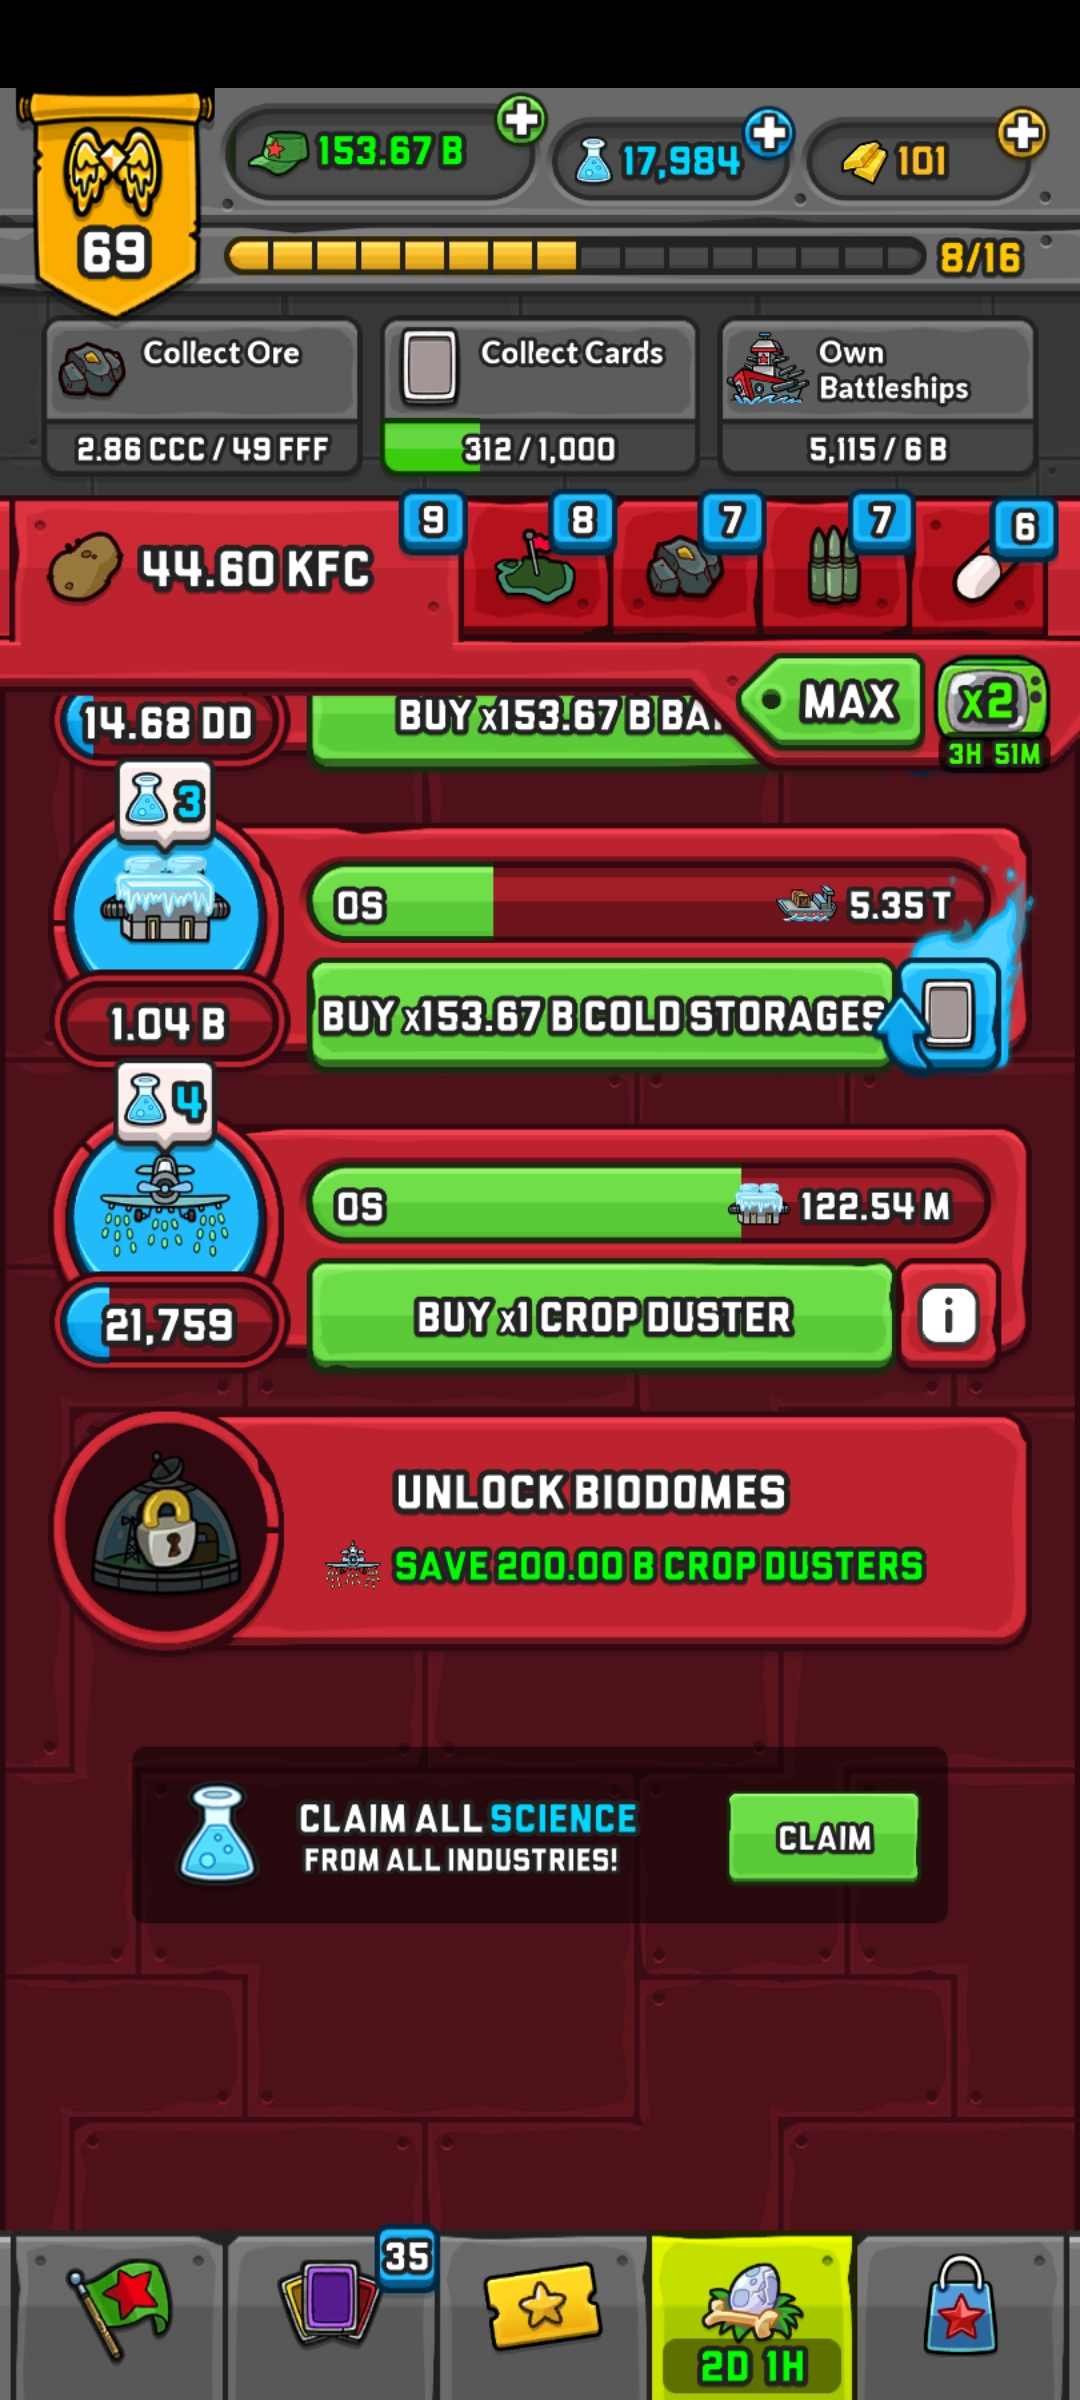 153.67 B
17,984
101
69
8/16
Collect Ore
2.86 CCC / 49 FFF
Collect Cards
312 / 1,000
Own
Battleships
5,115 / 6 B
44.60 KFC
9
8
7
7
6
MAX
x2
3H 51M
14.68 DD
BUY x153.67 B BA
3
0S
5.35 T
1.04 B
BUY x153.67 B COLD STORAGES
4
0S
122.54 M
21,759
BUY x1 CROP DUSTER
i
UNLOCK BIODOMES
SAVE 200.00 B CROP DUSTERS
CLAIM ALL SCIENCE
FROM ALL INDUSTRIES!
CLAIM
35
2D 1H